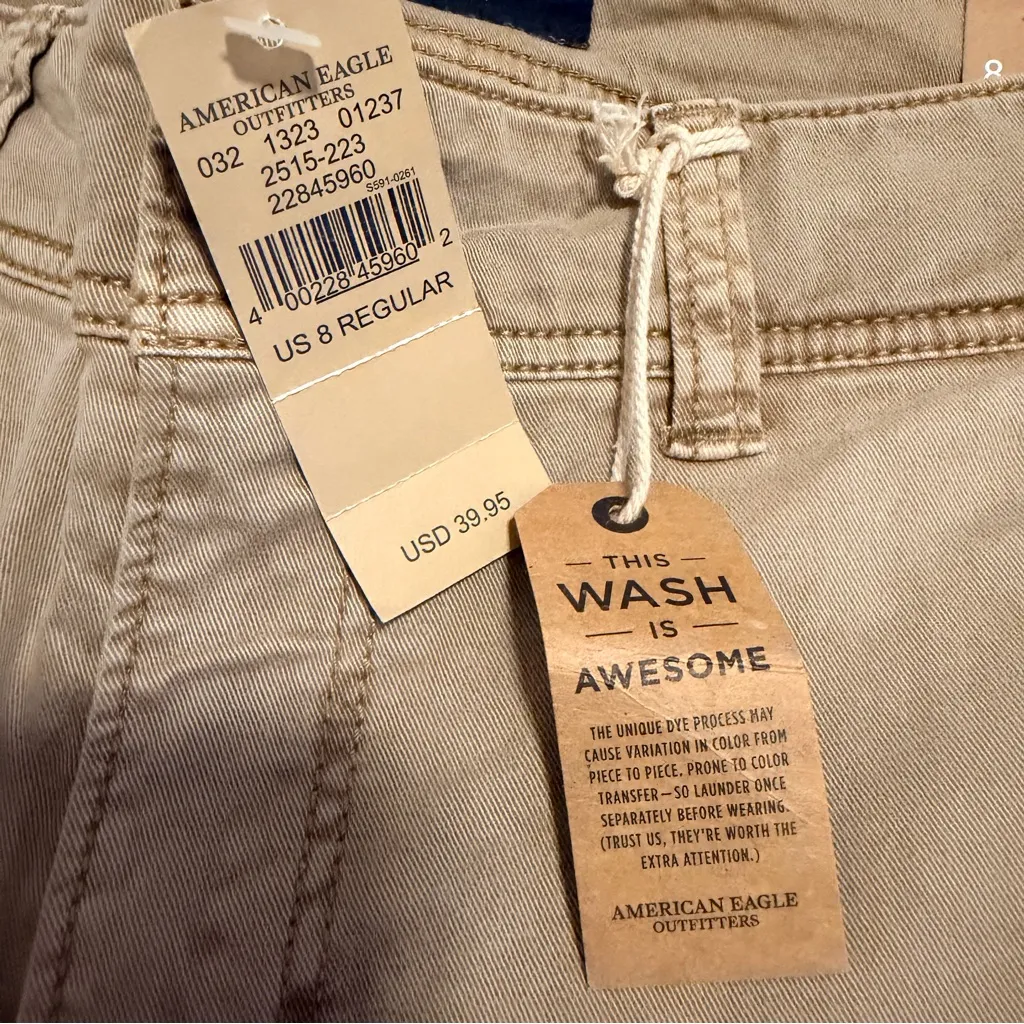 AMERICAN EAGLE
OUTFITTERS
032 1323 01237
2515-223
22845960
S591-0261
4 00228 45960 2
US 8 REGULAR
USD 39.95
8
— THIS —
WASH
— IS —
AWESOME
THE UNIQUE DYE PROCESS MAY
CAUSE VARIATION IN COLOR FROM
PIECE TO PIECE. PRONE TO COLOR
TRANSFER—SO LAUNDER ONCE
SEPARATELY BEFORE WEARING.
(TRUST US, THEY'RE WORTH THE
EXTRA ATTENTION.)
AMERICAN EAGLE
OUTFITTERS